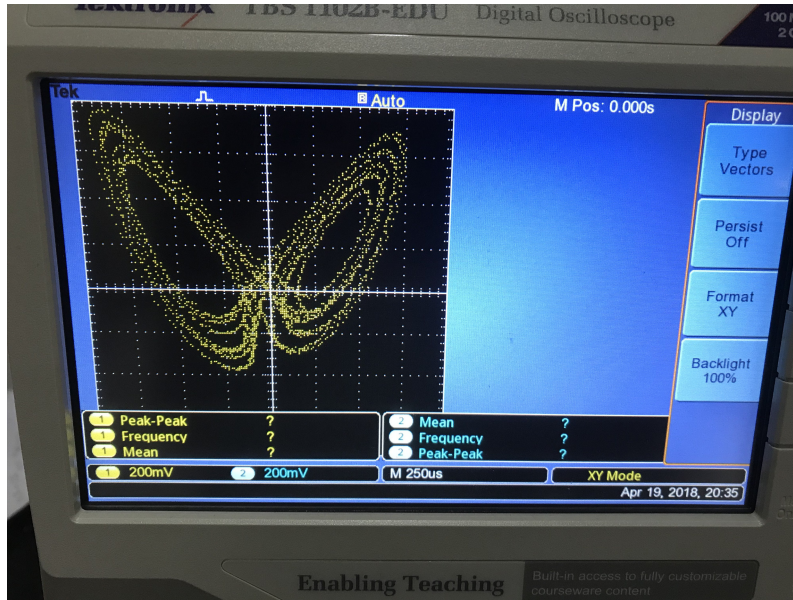 Tektronix TBS 1102B-EDU Digital Oscilloscope
Tek Auto M Pos: 0.000s
Display
Type
Vectors
Persist
Off
Format
XY
Backlight
100%
1 Peak-Peak ? 2 Mean ?
1 Frequency ? 2 Frequency ?
1 Mean ? 2 Peak-Peak ?
1 200mV 2 200mV M 250us XY Mode
Apr 19, 2018, 20:35
Enabling Teaching
Built-in access to fully customizable
courseware content